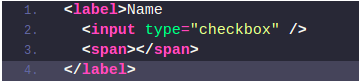 1. <label>Name
2.   <input type="checkbox" />
3.   <span></span>
4. </label>